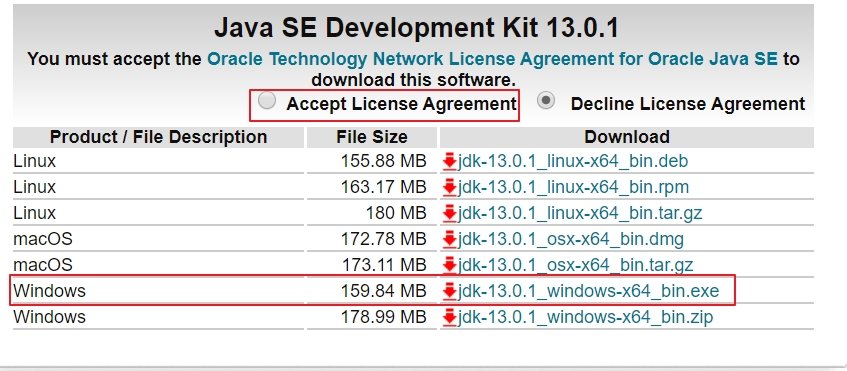 Java SE Development Kit 13.0.1
You must accept the Oracle Technology Network License Agreement for Oracle Java SE to
download this software.
Accept License Agreement Decline License Agreement
Product / File Description File Size Download
Linux 155.88 MB jdk-13.0.1_linux-x64_bin.deb
Linux 163.17 MB jdk-13.0.1_linux-x64_bin.rpm
Linux 180 MB jdk-13.0.1_linux-x64_bin.tar.gz
macOS 172.78 MB jdk-13.0.1_osx-x64_bin.dmg
macOS 173.11 MB jdk-13.0.1_osx-x64_bin.tar.gz
Windows 159.84 MB jdk-13.0.1_windows-x64_bin.exe
Windows 178.99 MB jdk-13.0.1_windows-x64_bin.zip